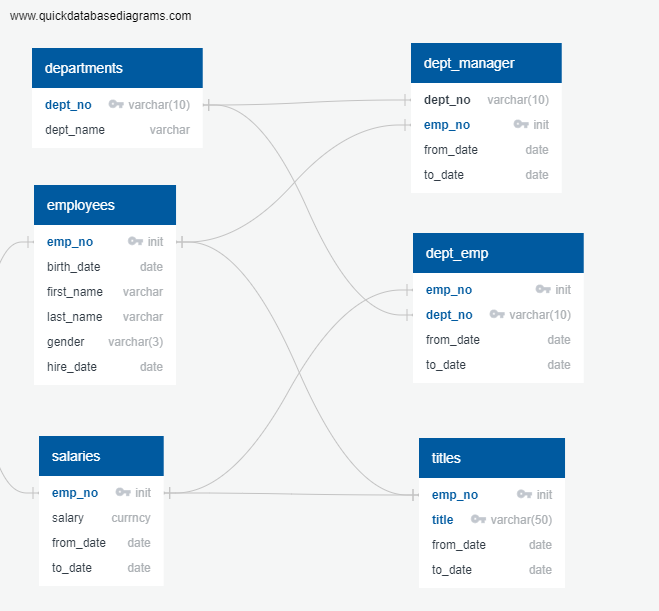 www.quickdatabasediagrams.com
departments
dept_no varchar(10)
dept_name varchar
employees
emp_no init
birth_date date
first_name varchar
last_name varchar
gender varchar(3)
hire_date date
salaries
emp_no init
salary currncy
from_date date
to_date date
dept_manager
dept_no varchar(10)
emp_no init
from_date date
to_date date
dept_emp
emp_no init
dept_no varchar(10)
from_date date
to_date date
titles
emp_no init
title varchar(50)
from_date date
to_date date